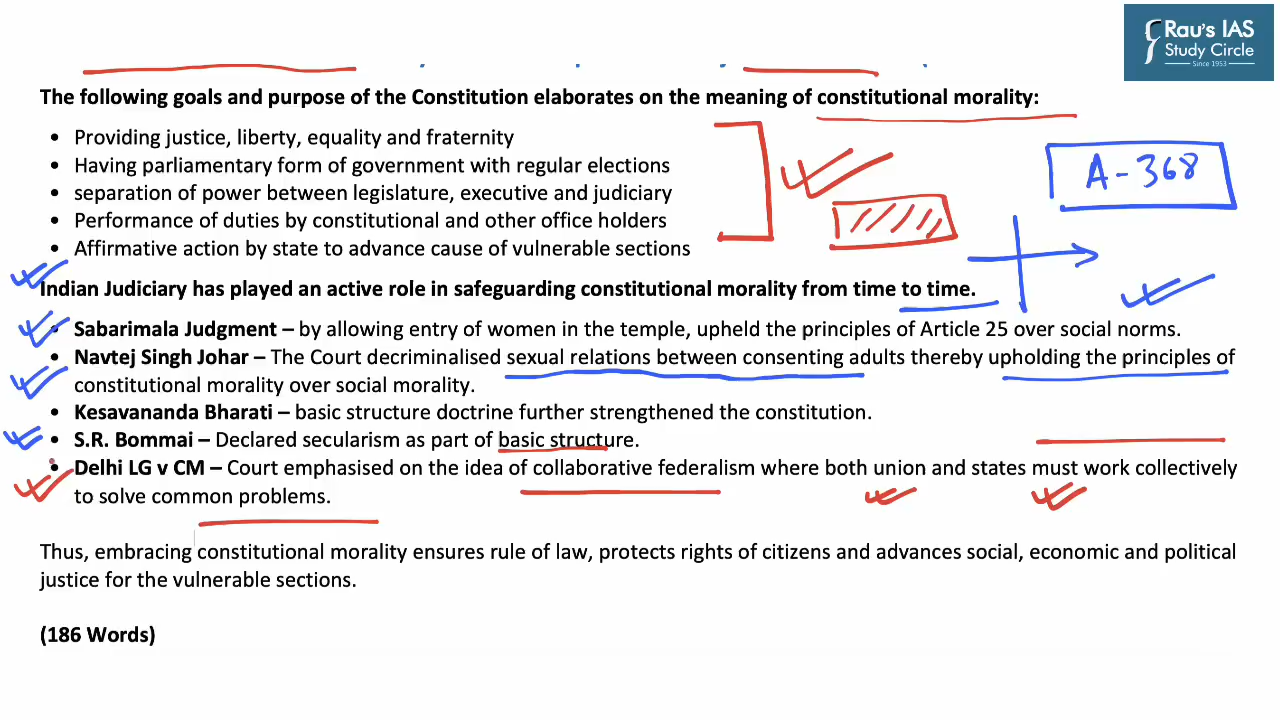 Rau's IAS
Study Circle
Since 1953
The following goals and purpose of the Constitution elaborates on the meaning of constitutional morality:
• Providing justice, liberty, equality and fraternity
• Having parliamentary form of government with regular elections
• separation of power between legislature, executive and judiciary
• Performance of duties by constitutional and other office holders
• Affirmative action by state to advance cause of vulnerable sections
A-368
Indian Judiciary has played an active role in safeguarding constitutional morality from time to time.
• Sabarimala Judgment – by allowing entry of women in the temple, upheld the principles of Article 25 over social norms.
• Navtej Singh Johar – The Court decriminalised sexual relations between consenting adults thereby upholding the principles of
constitutional morality over social morality.
• Kesavananda Bharati – basic structure doctrine further strengthened the constitution.
• S.R. Bommai – Declared secularism as part of basic structure.
• Delhi LG v CM – Court emphasised on the idea of collaborative federalism where both union and states must work collectively
to solve common problems.
Thus, embracing constitutional morality ensures rule of law, protects rights of citizens and advances social, economic and political
justice for the vulnerable sections.
(186 Words)